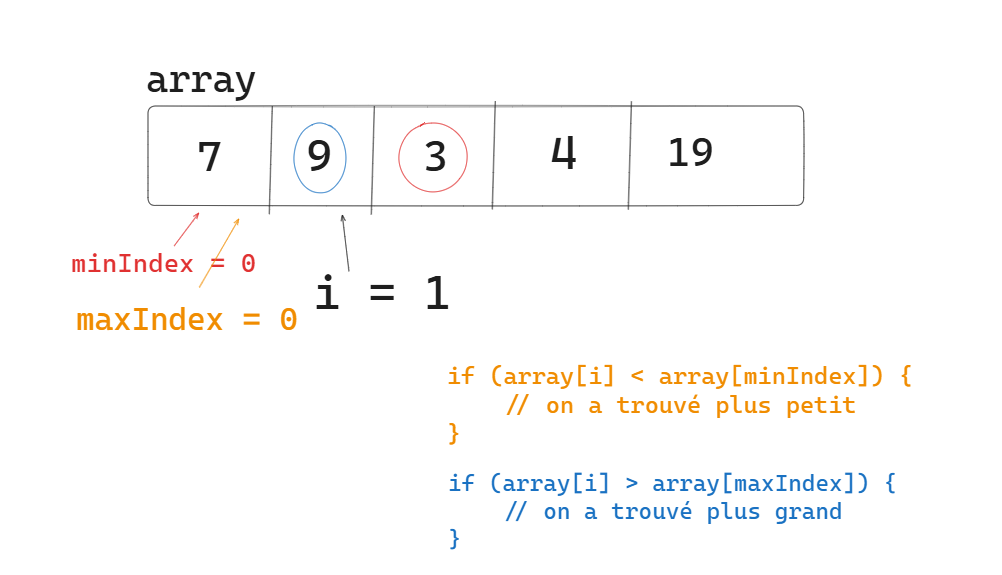 array
7 9 3 4 19
minIndex = 0
maxIndex = 0
i = 1
if (array[i] < array[minIndex]) {
// on a trouvé plus petit
}
if (array[i] > array[maxIndex]) {
// on a trouvé plus grand
}